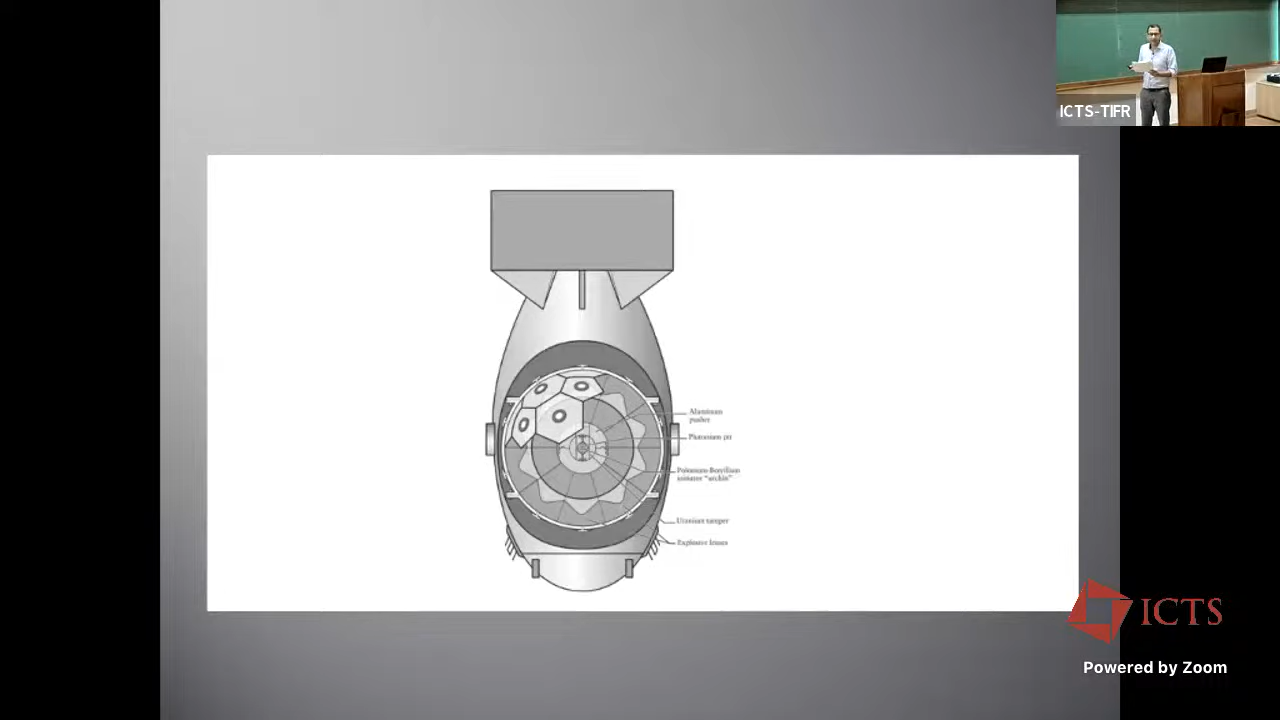 ICTS-TIFR
Aluminum
pusher
Plutonium pit
Polonium-Beryllium
initiator "urchin"
Uranium tamper
Explosive lenses
ICTS
Powered by Zoom